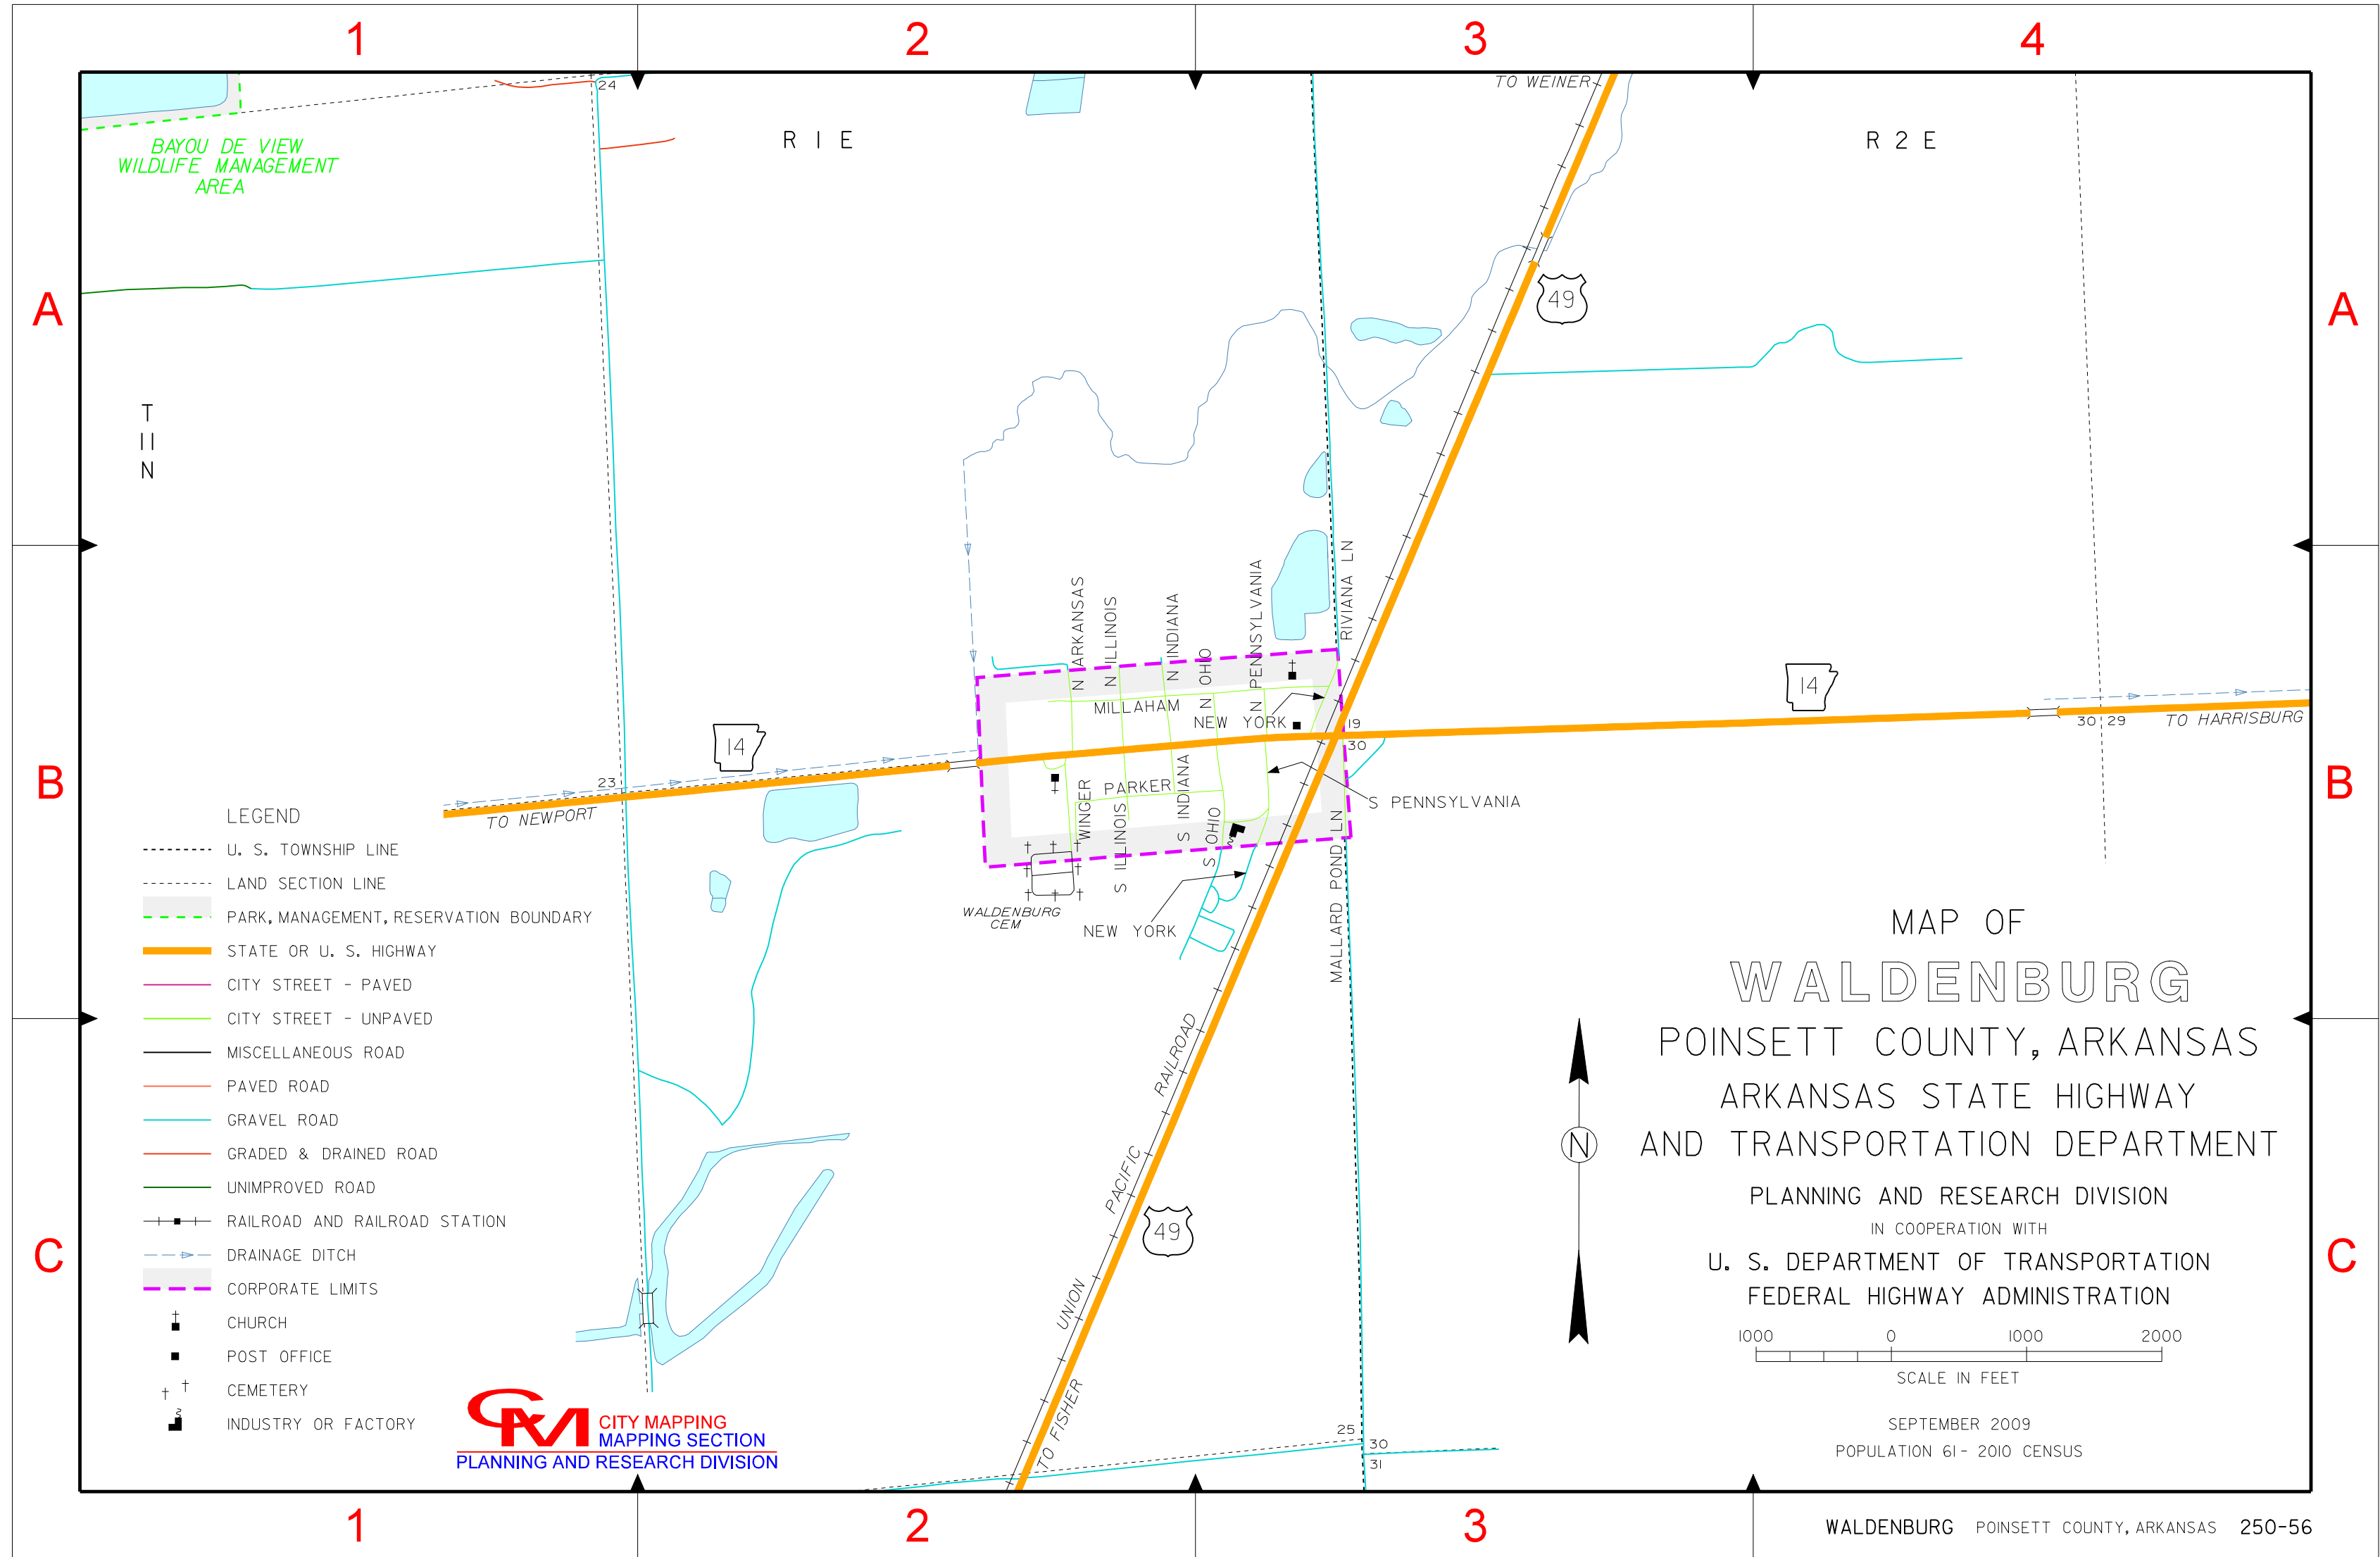 1
2
3
4
TO WEINER
24
R 1 E
R 2 E
BAYOU DE VIEW
WILDLIFE MANAGEMENT
AREA
A
A
49
T
11
N
N ARKANSAS
N ILLINOIS
N INDIANA
N OHIO
N PENNSYLVANIA
RIVIANA LN
14
MILLAHAM
NEW YORK
19
30
30 29
TO HARRISBURG
14
B
B
23
TO NEWPORT
WINGER
PARKER
S ILLINOIS
S INDIANA
S OHIO
S PENNSYLVANIA
MALLARD POND LN
WALDENBURG
CEM
NEW YORK
LEGEND
U. S. TOWNSHIP LINE
LAND SECTION LINE
PARK, MANAGEMENT, RESERVATION BOUNDARY
STATE OR U. S. HIGHWAY
CITY STREET - PAVED
CITY STREET - UNPAVED
MISCELLANEOUS ROAD
PAVED ROAD
GRAVEL ROAD
GRADED & DRAINED ROAD
UNIMPROVED ROAD
RAILROAD AND RAILROAD STATION
DRAINAGE DITCH
CORPORATE LIMITS
CHURCH
POST OFFICE
CEMETERY
INDUSTRY OR FACTORY
CM
CITY MAPPING
MAPPING SECTION
PLANNING AND RESEARCH DIVISION
UNION PACIFIC RAILROAD
49
TO FISHER
25
30
31
MAP OF
WALDENBURG
POINSETT COUNTY, ARKANSAS
ARKANSAS STATE HIGHWAY
AND TRANSPORTATION DEPARTMENT
PLANNING AND RESEARCH DIVISION
IN COOPERATION WITH
U. S. DEPARTMENT OF TRANSPORTATION
FEDERAL HIGHWAY ADMINISTRATION
N
1000 0 1000 2000
SCALE IN FEET
SEPTEMBER 2009
POPULATION 61 - 2010 CENSUS
C
C
1
2
3
WALDENBURG POINSETT COUNTY, ARKANSAS 250-56